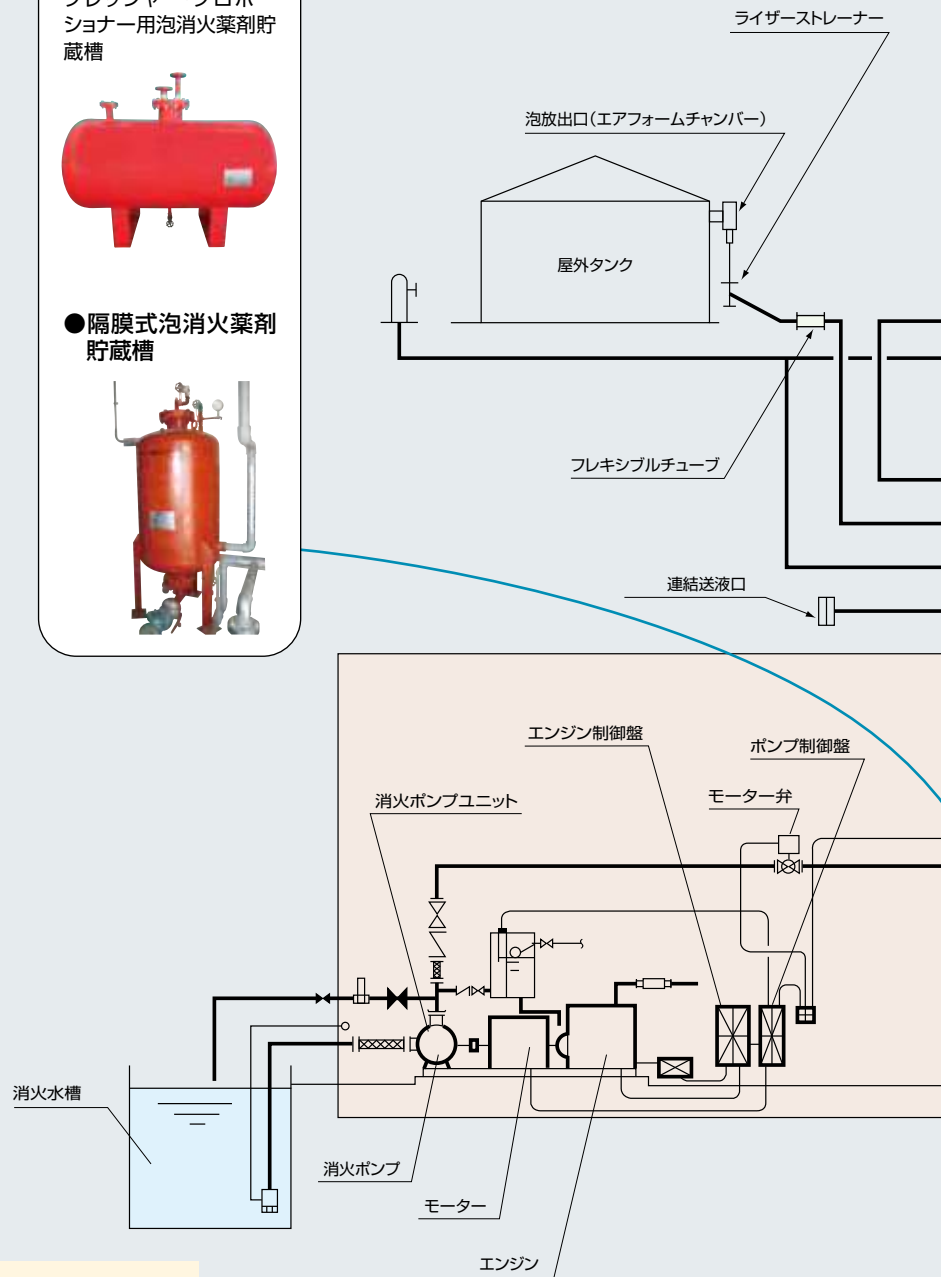 ショナー用泡消火薬剤貯
蔵槽
●隔膜式泡消火薬剤
貯蔵槽
ライザーストレーナー
泡放出口（エアフォームチャンバー）
屋外タンク
フレキシブルチューブ
連結送液口
エンジン制御盤
ポンプ制御盤
消火ポンプユニット
モーター弁
消火水槽
消火ポンプ
モーター
エンジン